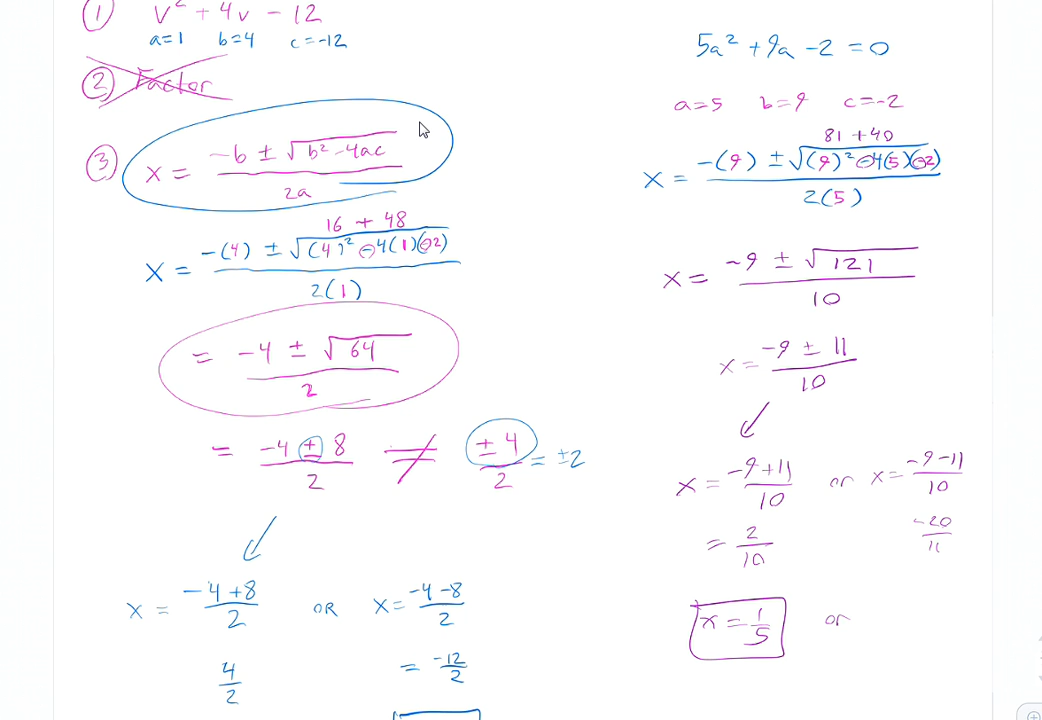 ① v² + 4v - 12
a=1 b=4 c=-12
② Factor
③ x = (-b ± √(b² - 4ac)) / 2a
16 + 48
x = (-(4) ± √((4)² - 4(1)(-12))) / 2(1)
= (-4 ± √64) / 2
= (-4 ± 8) / 2 ≠ ± 4 / 2 = ±2
x = (-4 + 8) / 2 OR x = (-4 - 8) / 2
4 / 2 = -12 / 2
5a² + 9a - 2 = 0
a=5 b=9 c=-2
81 + 40
x = (-(9) ± √((9)² - 4(5)(-2))) / 2(5)
x = (-9 ± √121) / 10
x = (-9 ± 11) / 10
x = (-9 + 11) / 10 or x = (-9 - 11) / 10
= 2 / 10 -20 / 11
x = 1 / 5 or